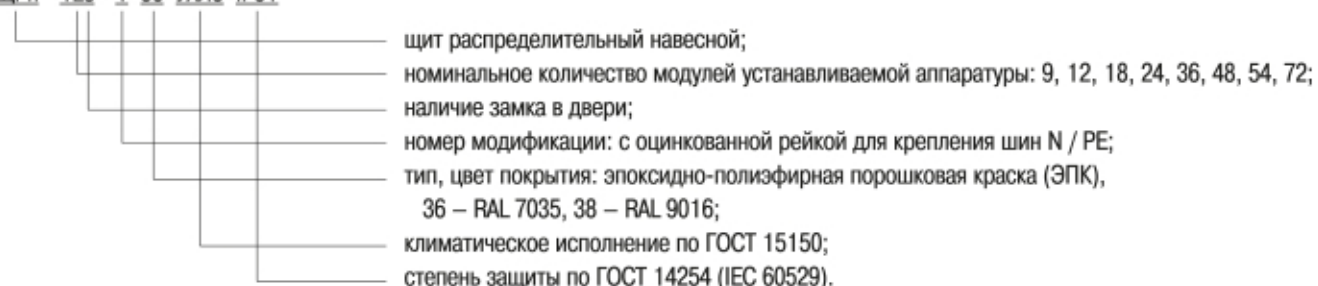 щит распределительный навесной;
номинальное количество модулей устанавливаемой аппаратуры: 9, 12, 18, 24, 36, 48, 54, 72;
наличие замка в двери;
номер модификации: с оцинкованной рейкой для крепления шин N / PE;
тип, цвет покрытия: эпоксидно-полиэфирная порошковая краска (ЭПК),
36 – RAL 7035, 38 – RAL 9016;
климатическое исполнение по ГОСТ 15150;
степень защиты по ГОСТ 14254 (IEC 60529).